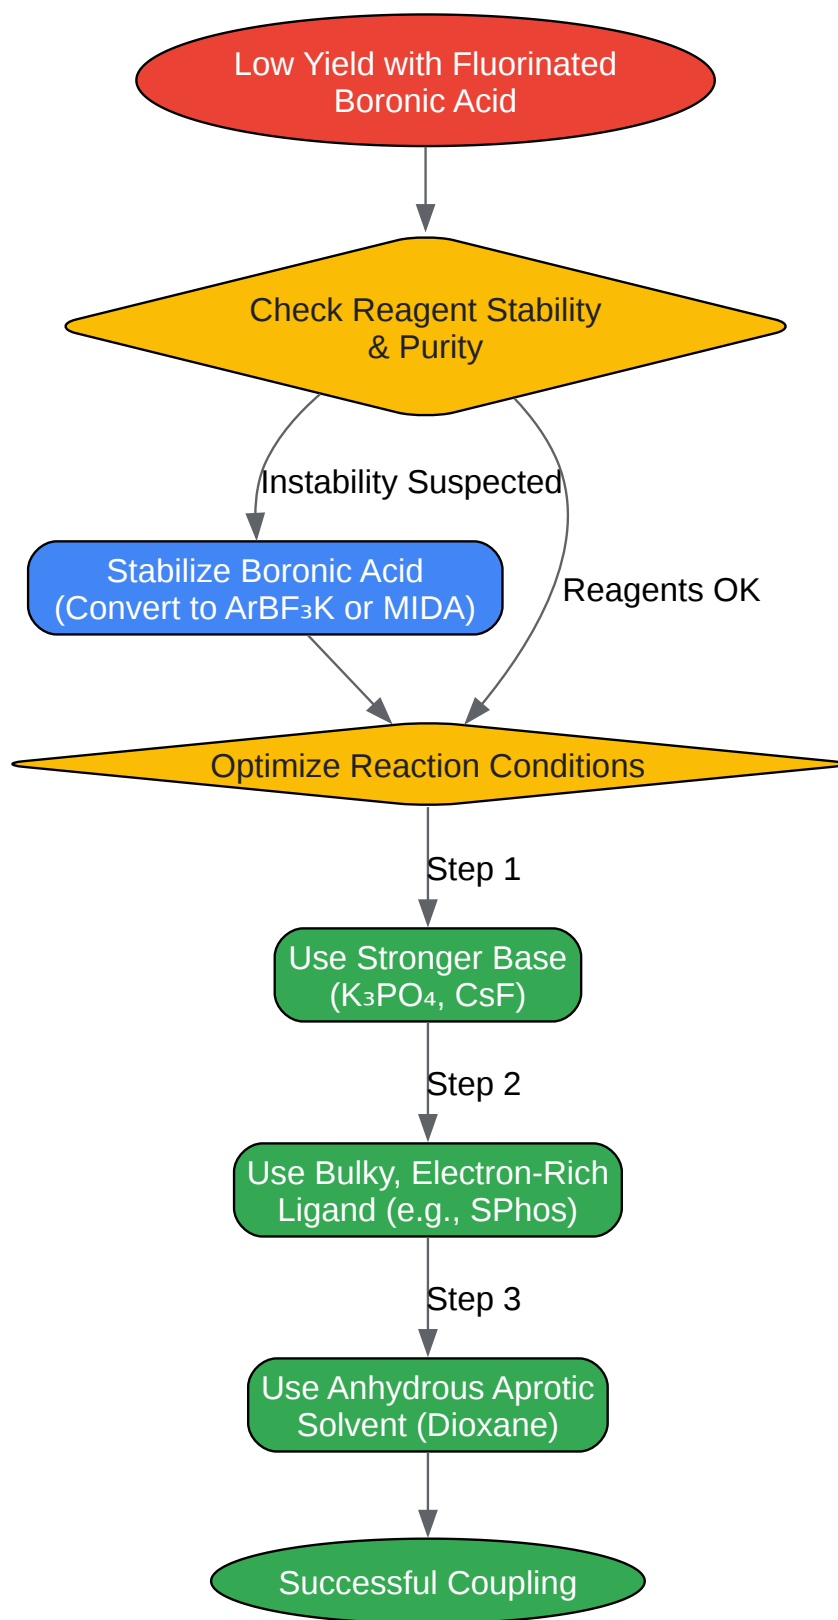 Low Yield with Fluorinated
Boronic Acid
Check Reagent Stability
& Purity
Instability Suspected
Stabilize Boronic Acid
(Convert to ArBF₃K or MIDA)
Reagents OK
Optimize Reaction Conditions
Step 1
Use Stronger Base
(K₃PO₄, CsF)
Step 2
Use Bulky, Electron-Rich
Ligand (e.g., SPhos)
Step 3
Use Anhydrous Aprotic
Solvent (Dioxane)
Successful Coupling